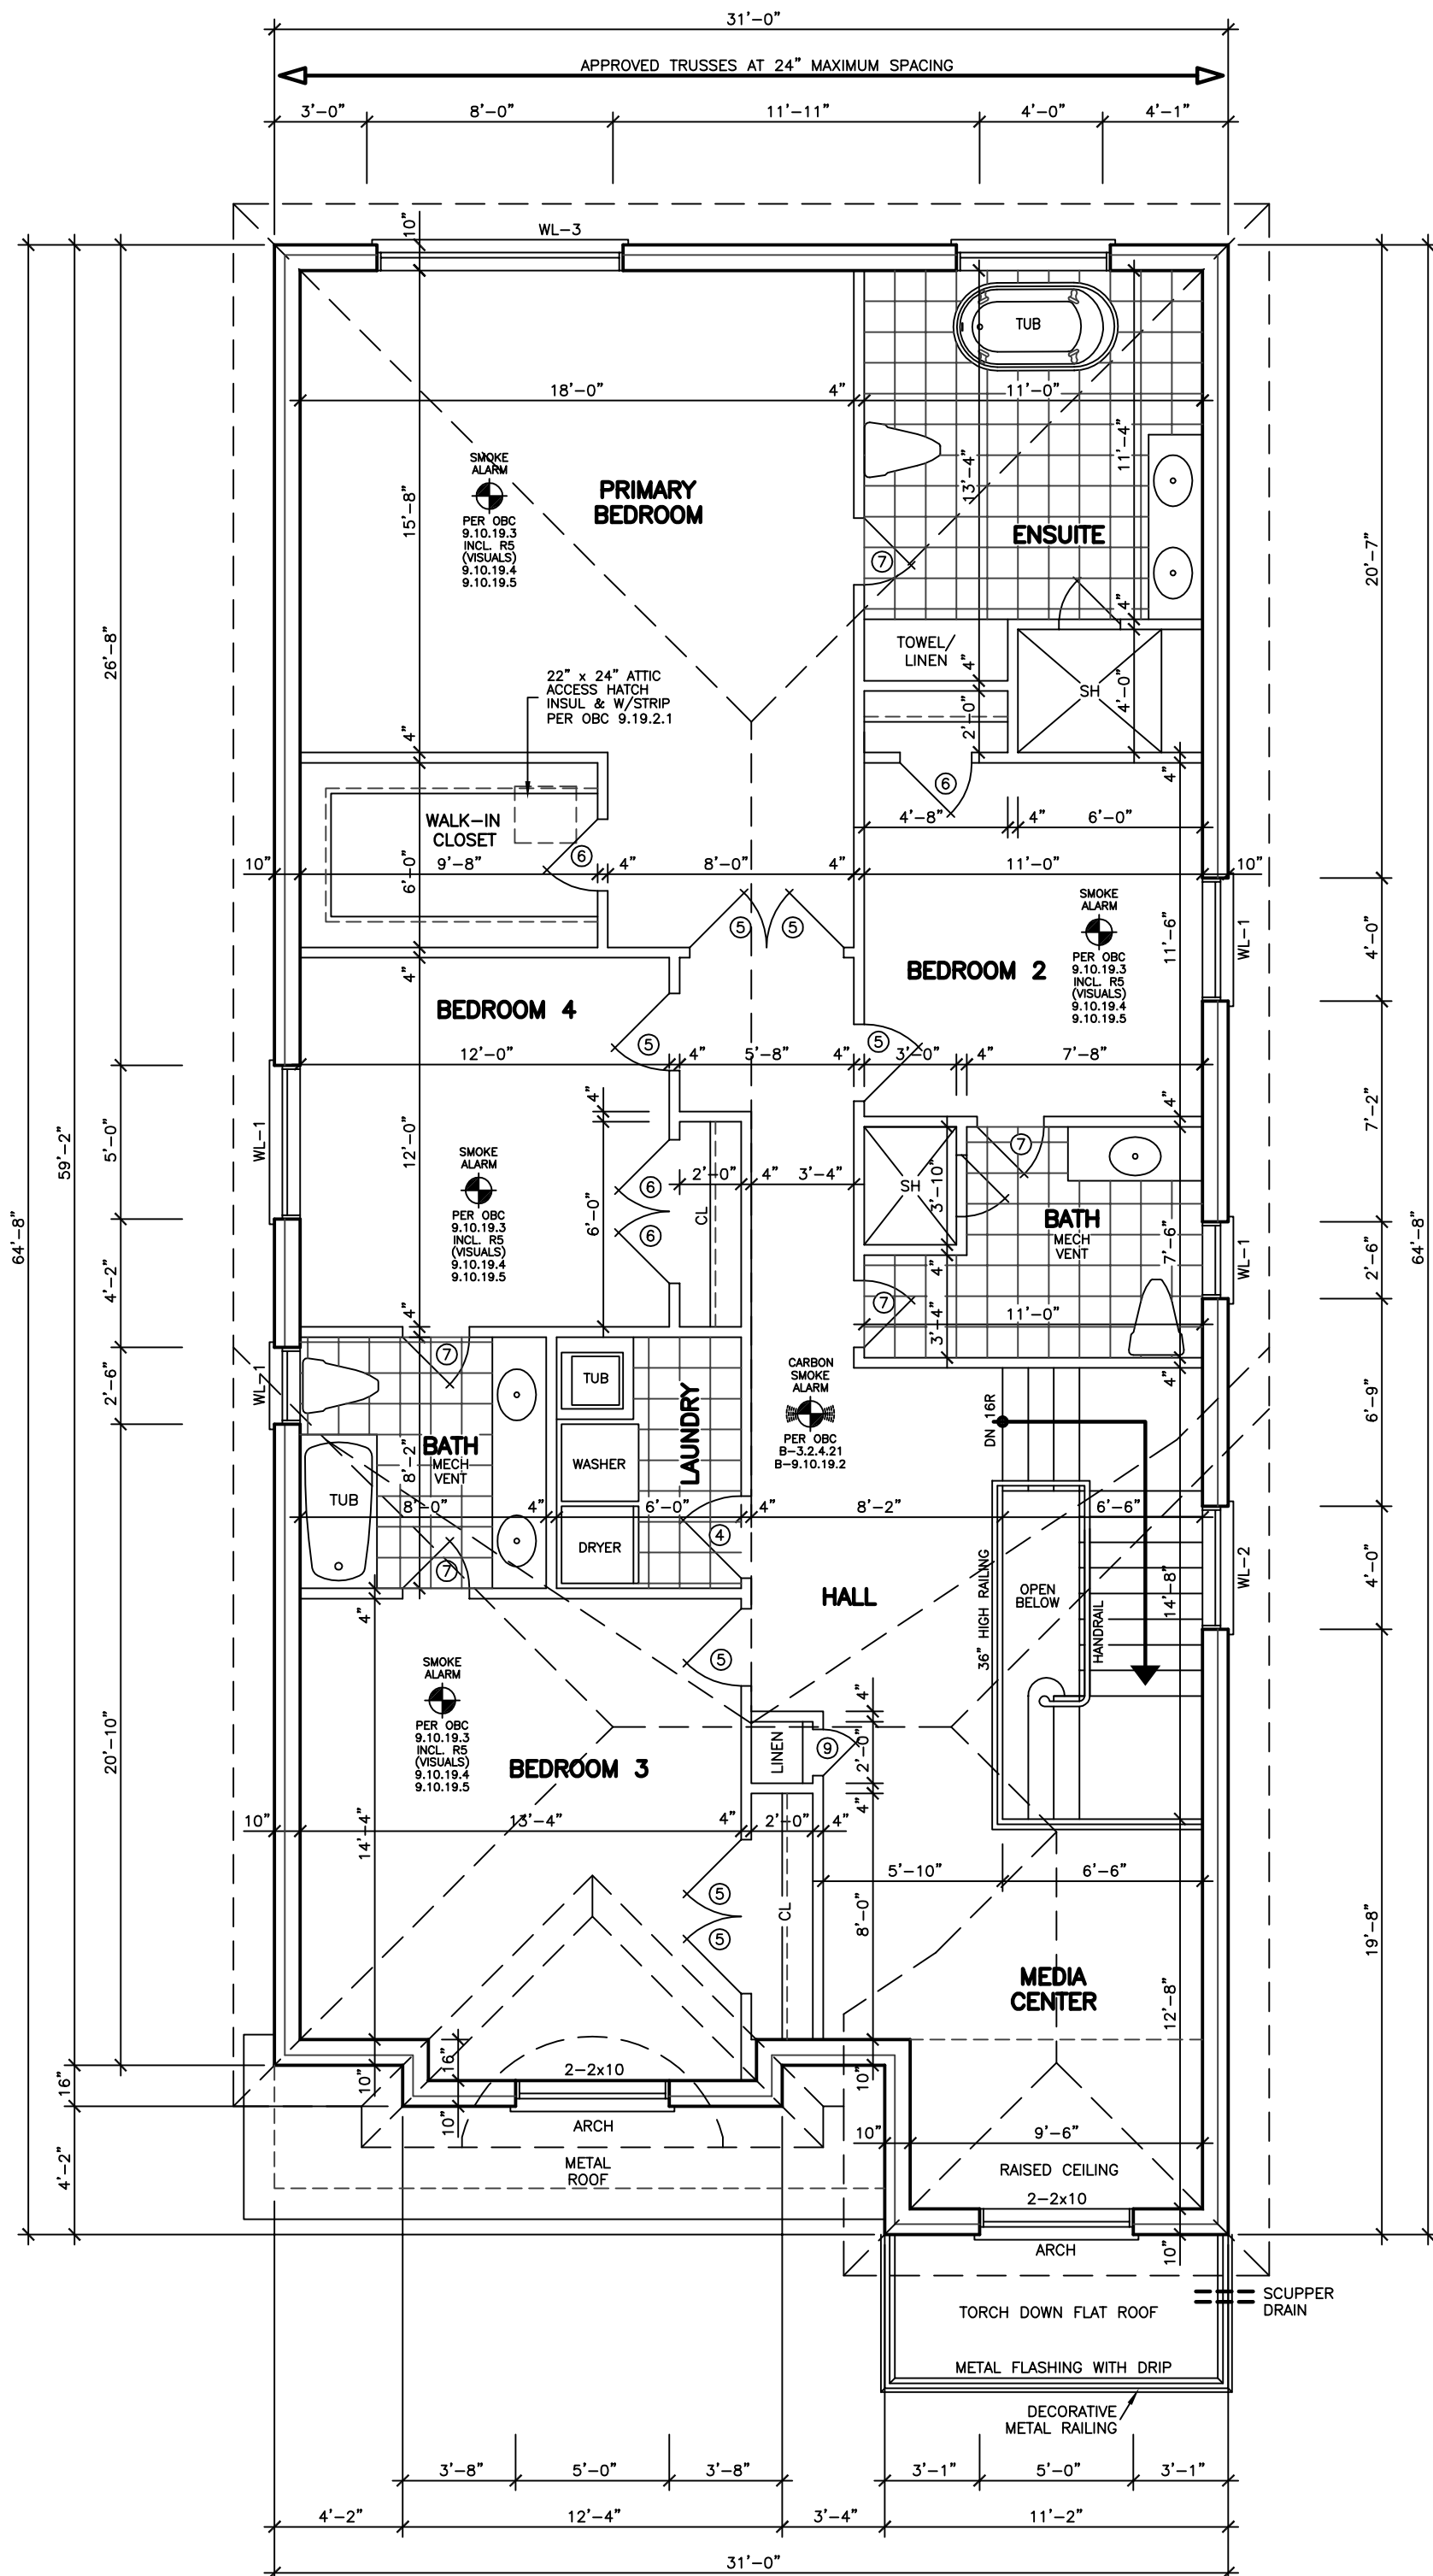 31'-0"
APPROVED TRUSSES AT 24" MAXIMUM SPACING
3'-0" 8'-0" 11'-11" 4'-0" 4'-1"
10"
WL-3
TUB
18'-0" 4" 11'-0"
SMOKE
ALARM
PER OBC
9.10.19.3
INCL. R5
(VISUALS)
9.10.19.4
9.10.19.5
15'-8"
PRIMARY
BEDROOM
13'-4"
11'-4"
ENSUITE
7
20'-7"
26'-8"
4"
TOWEL/
LINEN
4"
SH
4'-0"
2'-0"
22" x 24" ATTIC
ACCESS HATCH
INSUL & W/STRIP
PER OBC 9.19.2.1
4"
4"
6
4'-8" 4" 6'-0"
WALK-IN
CLOSET
6
6'-0"
10" 9'-8" 4" 8'-0" 4" 11'-0" 10"
5 5
SMOKE
ALARM
PER OBC
9.10.19.3
INCL. R5
(VISUALS)
9.10.19.4
9.10.19.5
11'-6"
WL-1
4'-0"
BEDROOM 2
4"
BEDROOM 4
5
5
12'-0" 4" 5'-8" 4" 3'-0" 4" 7'-8"
4"
4"
7'-2"
59'-2"
5'-0"
WL-1
12'-0"
SMOKE
ALARM
PER OBC
9.10.19.3
INCL. R5
(VISUALS)
9.10.19.4
9.10.19.5
6'-0"
6
6
2'-0" 4" 3'-4"
CL
SH
3'-10"
7
BATH
MECH
VENT
7'-6"
WL-1
2'-6"
64'-8"
64'-8"
4'-2"
4"
4"
7
3'-4"
11'-0"
4"
2'-6"
WL-1
7
TUB
LAUNDRY
CARBON
SMOKE
ALARM
PER OBC
B-3.2.4.21
B-9.10.19.2
DN 16R
6'-9"
BATH
MECH
VENT
8'-2"
WASHER
TUB
8'-0" 4" 6'-0" 4" 8'-2" 6'-6"
4
DRYER
7
HALL
36" HIGH RAILING
OPEN
BELOW
HANDRAIL
14'-8"
WL-2
4'-0"
4"
5
SMOKE
ALARM
PER OBC
9.10.19.3
INCL. R5
(VISUALS)
9.10.19.4
9.10.19.5
20'-10"
BEDROOM 3
4"
LINEN
9
2'-0"
4"
10" 13'-4" 4" 2'-0" 4"
14'-4"
5'-10" 6'-6"
5
5
CL
8'-0"
19'-8"
MEDIA
CENTER
12'-8"
16"
10"
16"
10"
2-2x10
10"
ARCH
METAL
ROOF
4'-2"
10" 9'-6"
RAISED CEILING
2-2x10
ARCH
10"
SCUPPER
DRAIN
TORCH DOWN FLAT ROOF
METAL FLASHING WITH DRIP
DECORATIVE
METAL RAILING
3'-8" 5'-0" 3'-8" 3'-1" 5'-0" 3'-1"
4'-2" 12'-4" 3'-4" 11'-2"
31'-0"